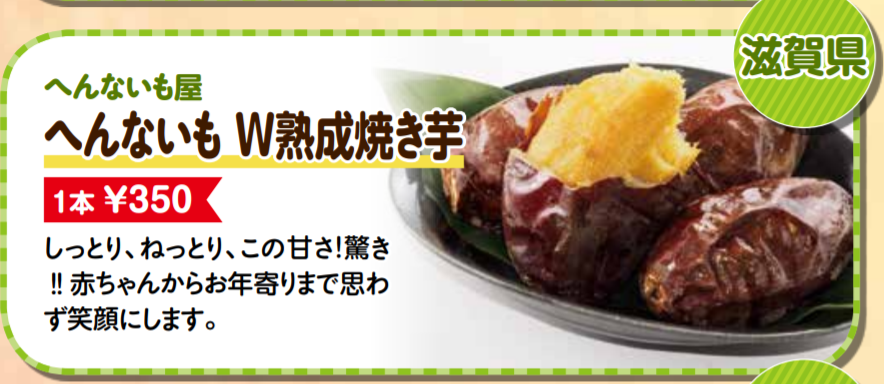 滋賀県
へんないも屋
へんないも W熟成焼き芋
1本 ¥350
しっとり、ねっとり、この甘さ!驚き
!! 赤ちゃんからお年寄りまで思わ
ず笑顔にします。